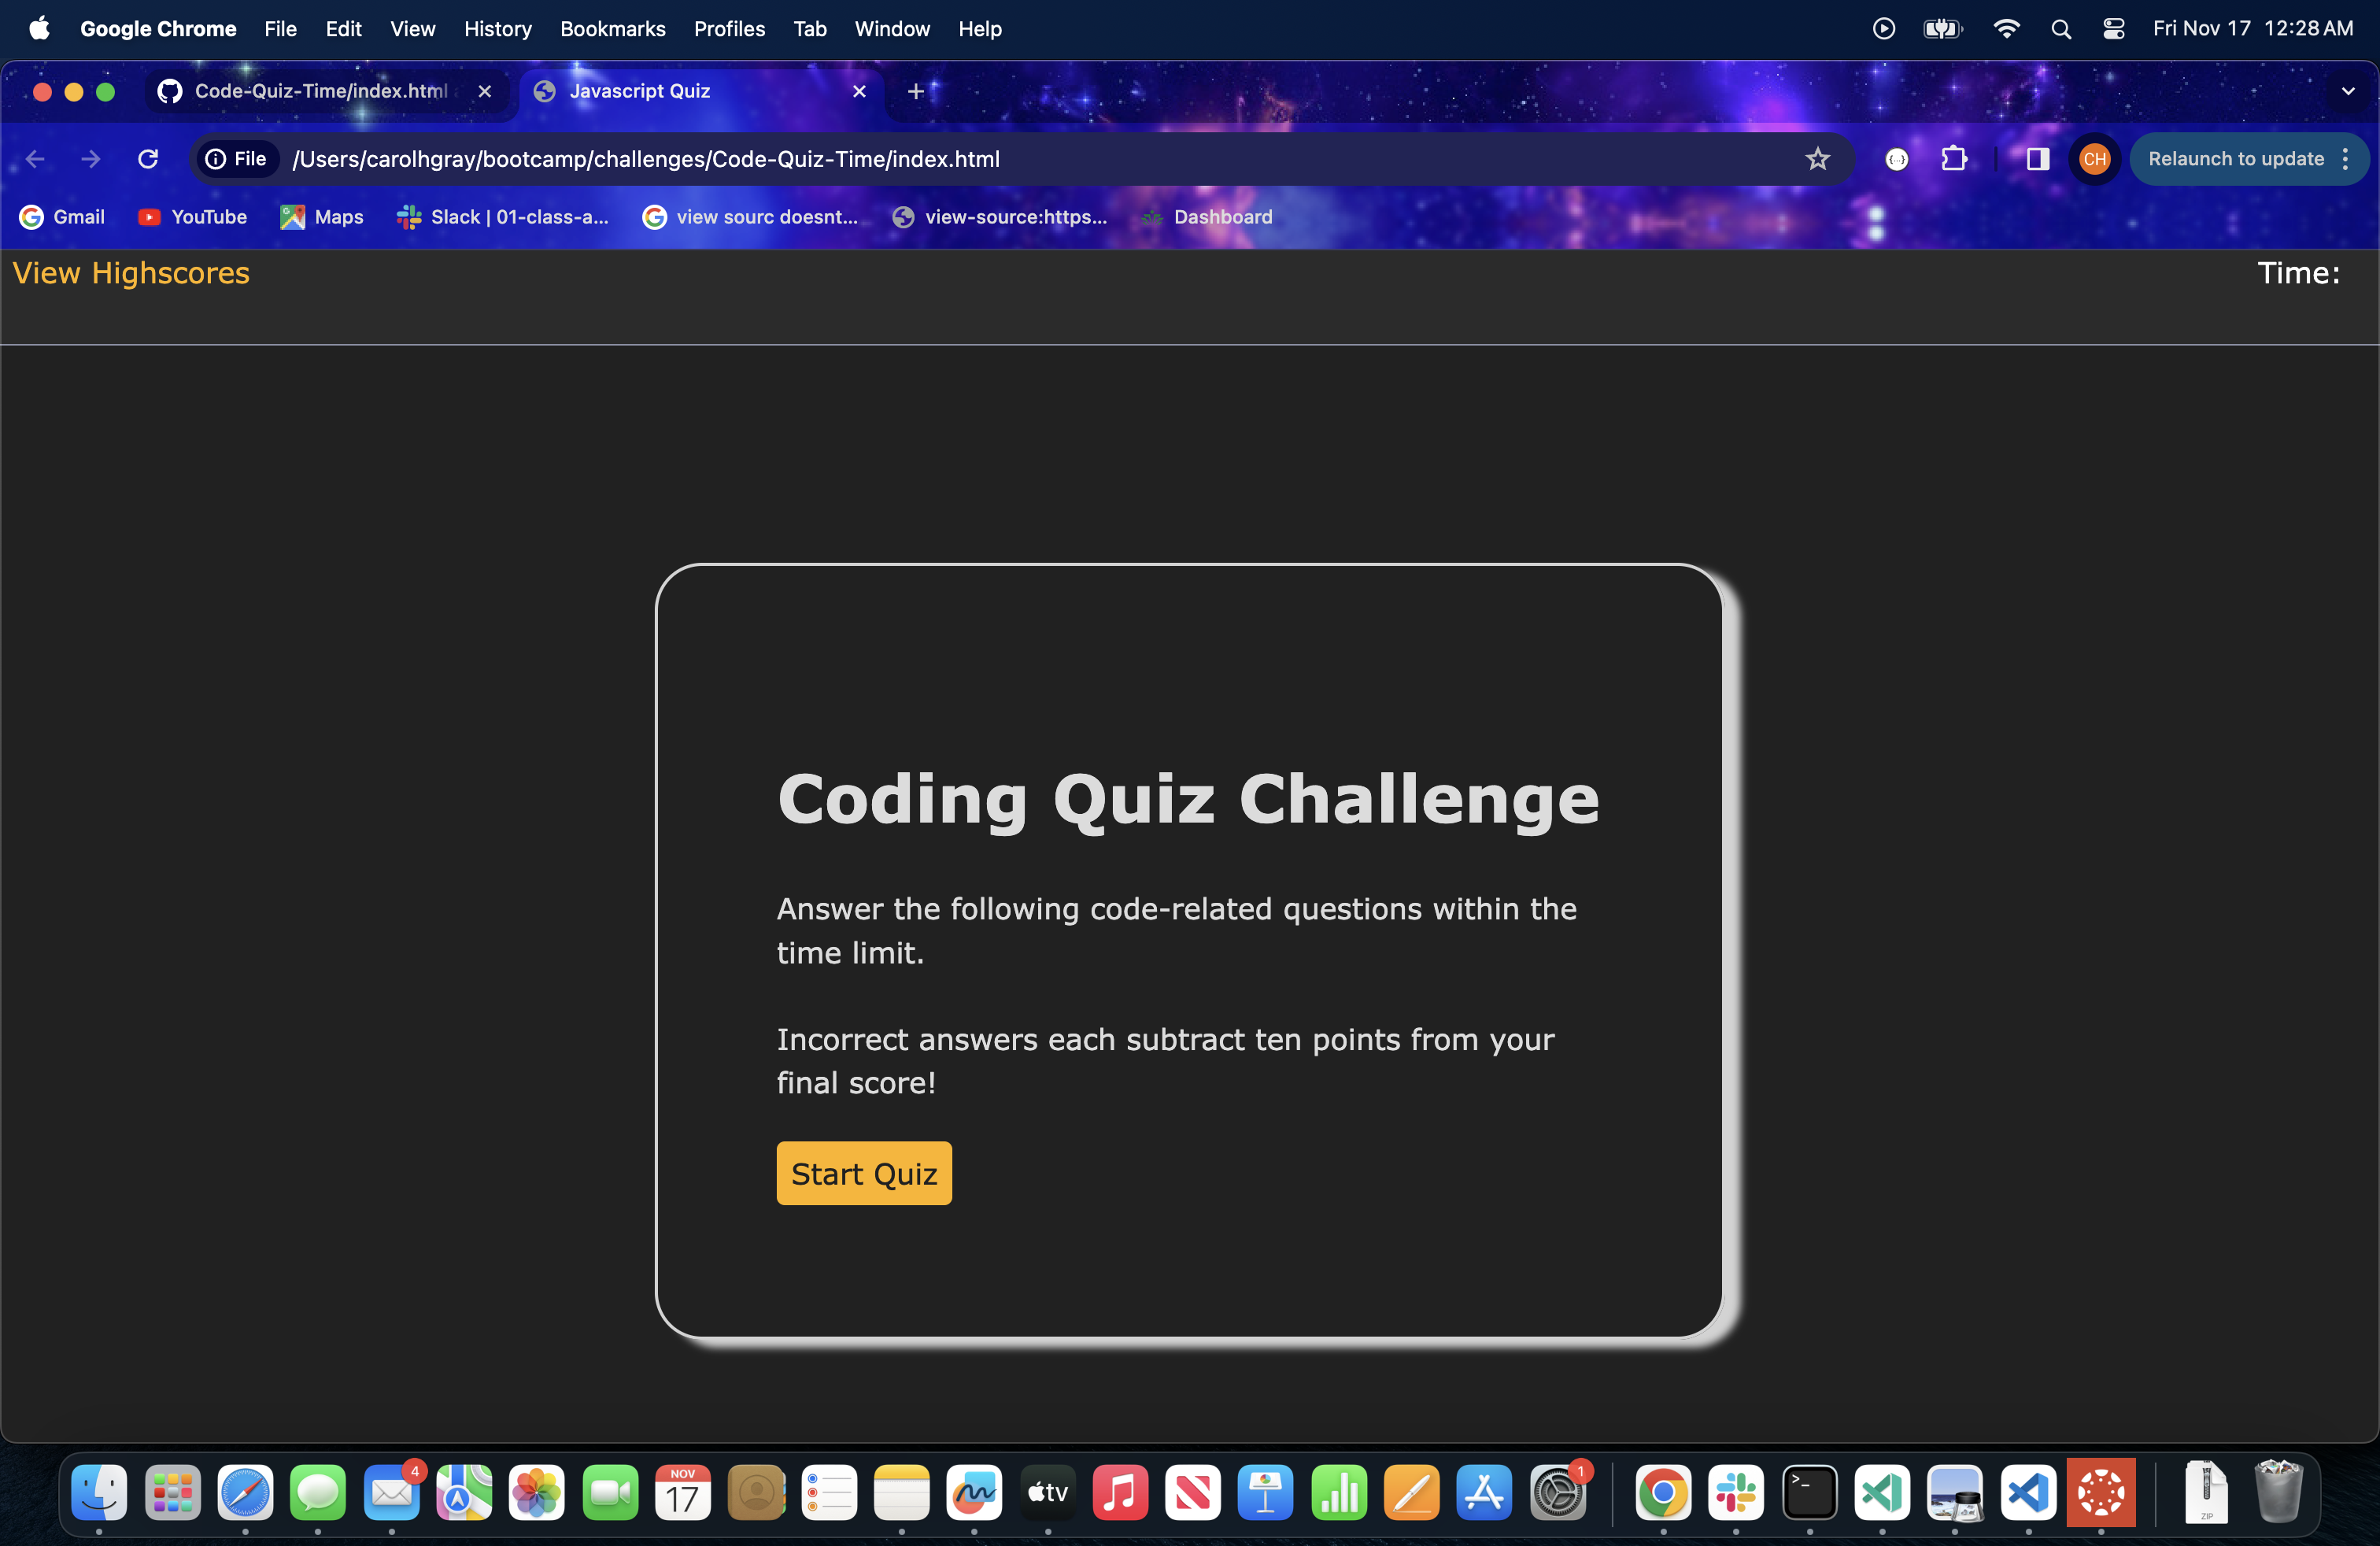 Google Chrome File Edit View History Bookmarks Profiles Tab Window Help Fri Nov 17 12:28 AM
Code-Quiz-Time/index.html Javascript Quiz
File /Users/carolhgray/bootcamp/challenges/Code-Quiz-Time/index.html CH Relaunch to update
Gmail YouTube Maps Slack | 01-class-a... view sourc doesnt... view-source:https... Dashboard
View Highscores Time:
Coding Quiz Challenge
Answer the following code-related questions within the
time limit.
Incorrect answers each subtract ten points from your
final score!
Start Quiz
4 NOV 17 tv 1 ZIP